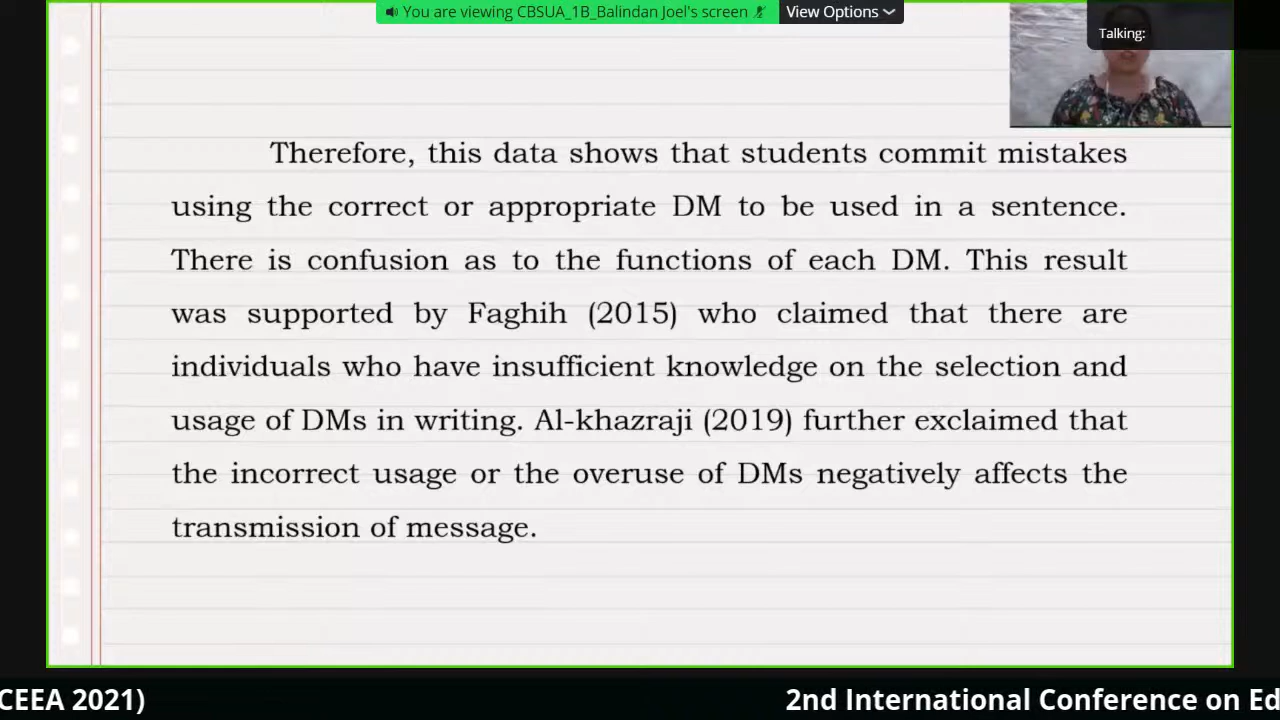 You are viewing CBSUA_1B_Balindan Joel's screen
View Options
Talking:
Therefore, this data shows that students commit mistakes
using the correct or appropriate DM to be used in a sentence.
There is confusion as to the functions of each DM. This result
was supported by Faghih (2015) who claimed that there are
individuals who have insufficient knowledge on the selection and
usage of DMs in writing. Al-khazraji (2019) further exclaimed that
the incorrect usage or the overuse of DMs negatively affects the
transmission of message.
CEEA 2021) 2nd International Conference on Ed